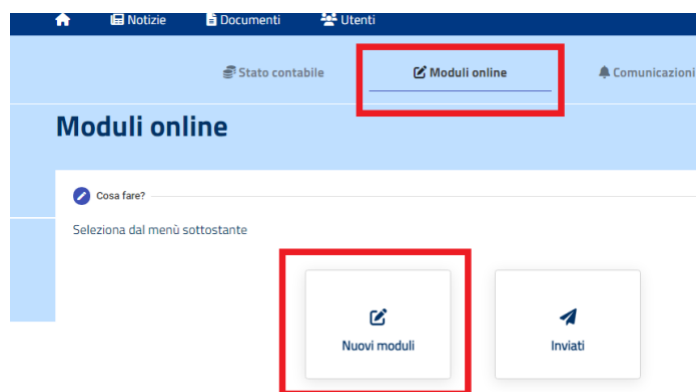 Notizie Documenti Utenti
Stato contabile Moduli online Comunicazioni
Moduli online
Cosa fare?
Seleziona dal menù sottostante
Nuovi moduli Inviati